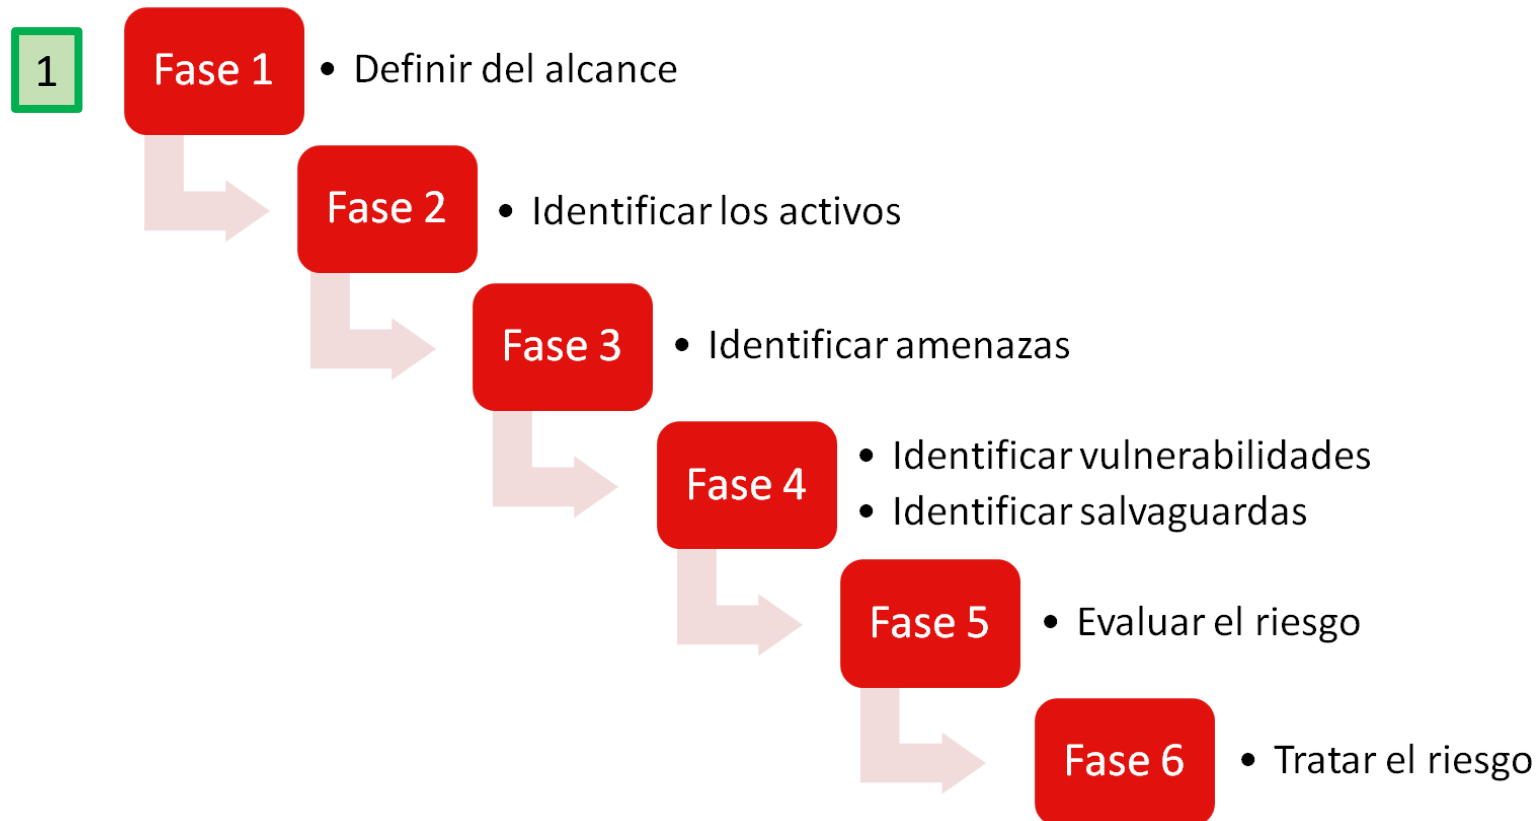 1
Fase 1
• Definir del alcance
Fase 2
• Identificar los activos
Fase 3
• Identificar amenazas
Fase 4
• Identificar vulnerabilidades
• Identificar salvaguardas
Fase 5
• Evaluar el riesgo
Fase 6
• Tratar el riesgo